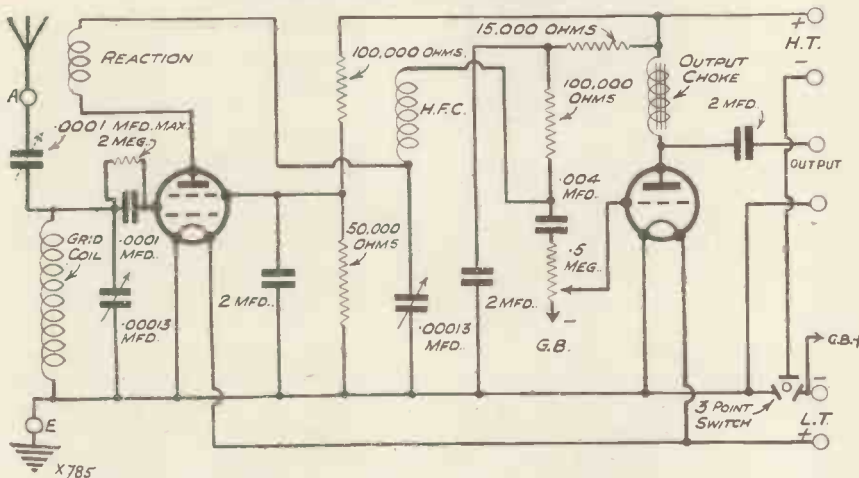 REACTION
A
.0001 MFD. MAX
2 MEG.
.0001
MFD.
GRID
COIL
.00013
MFD.
E
X785
100,000 OHMS.
50,000
OHMS
2 MFD.
H.F.C.
.00013
MFD.
15,000 OHMS
100,000
OHMS
.004
MFD.
.5
MEG.
2 MFD.
-
G.B.
OUTPUT
CHOKE
2
MFD.
+
H.T.
-
OUTPUT
G.B.+
-
3 POINT
SWITCH
L.T.
+